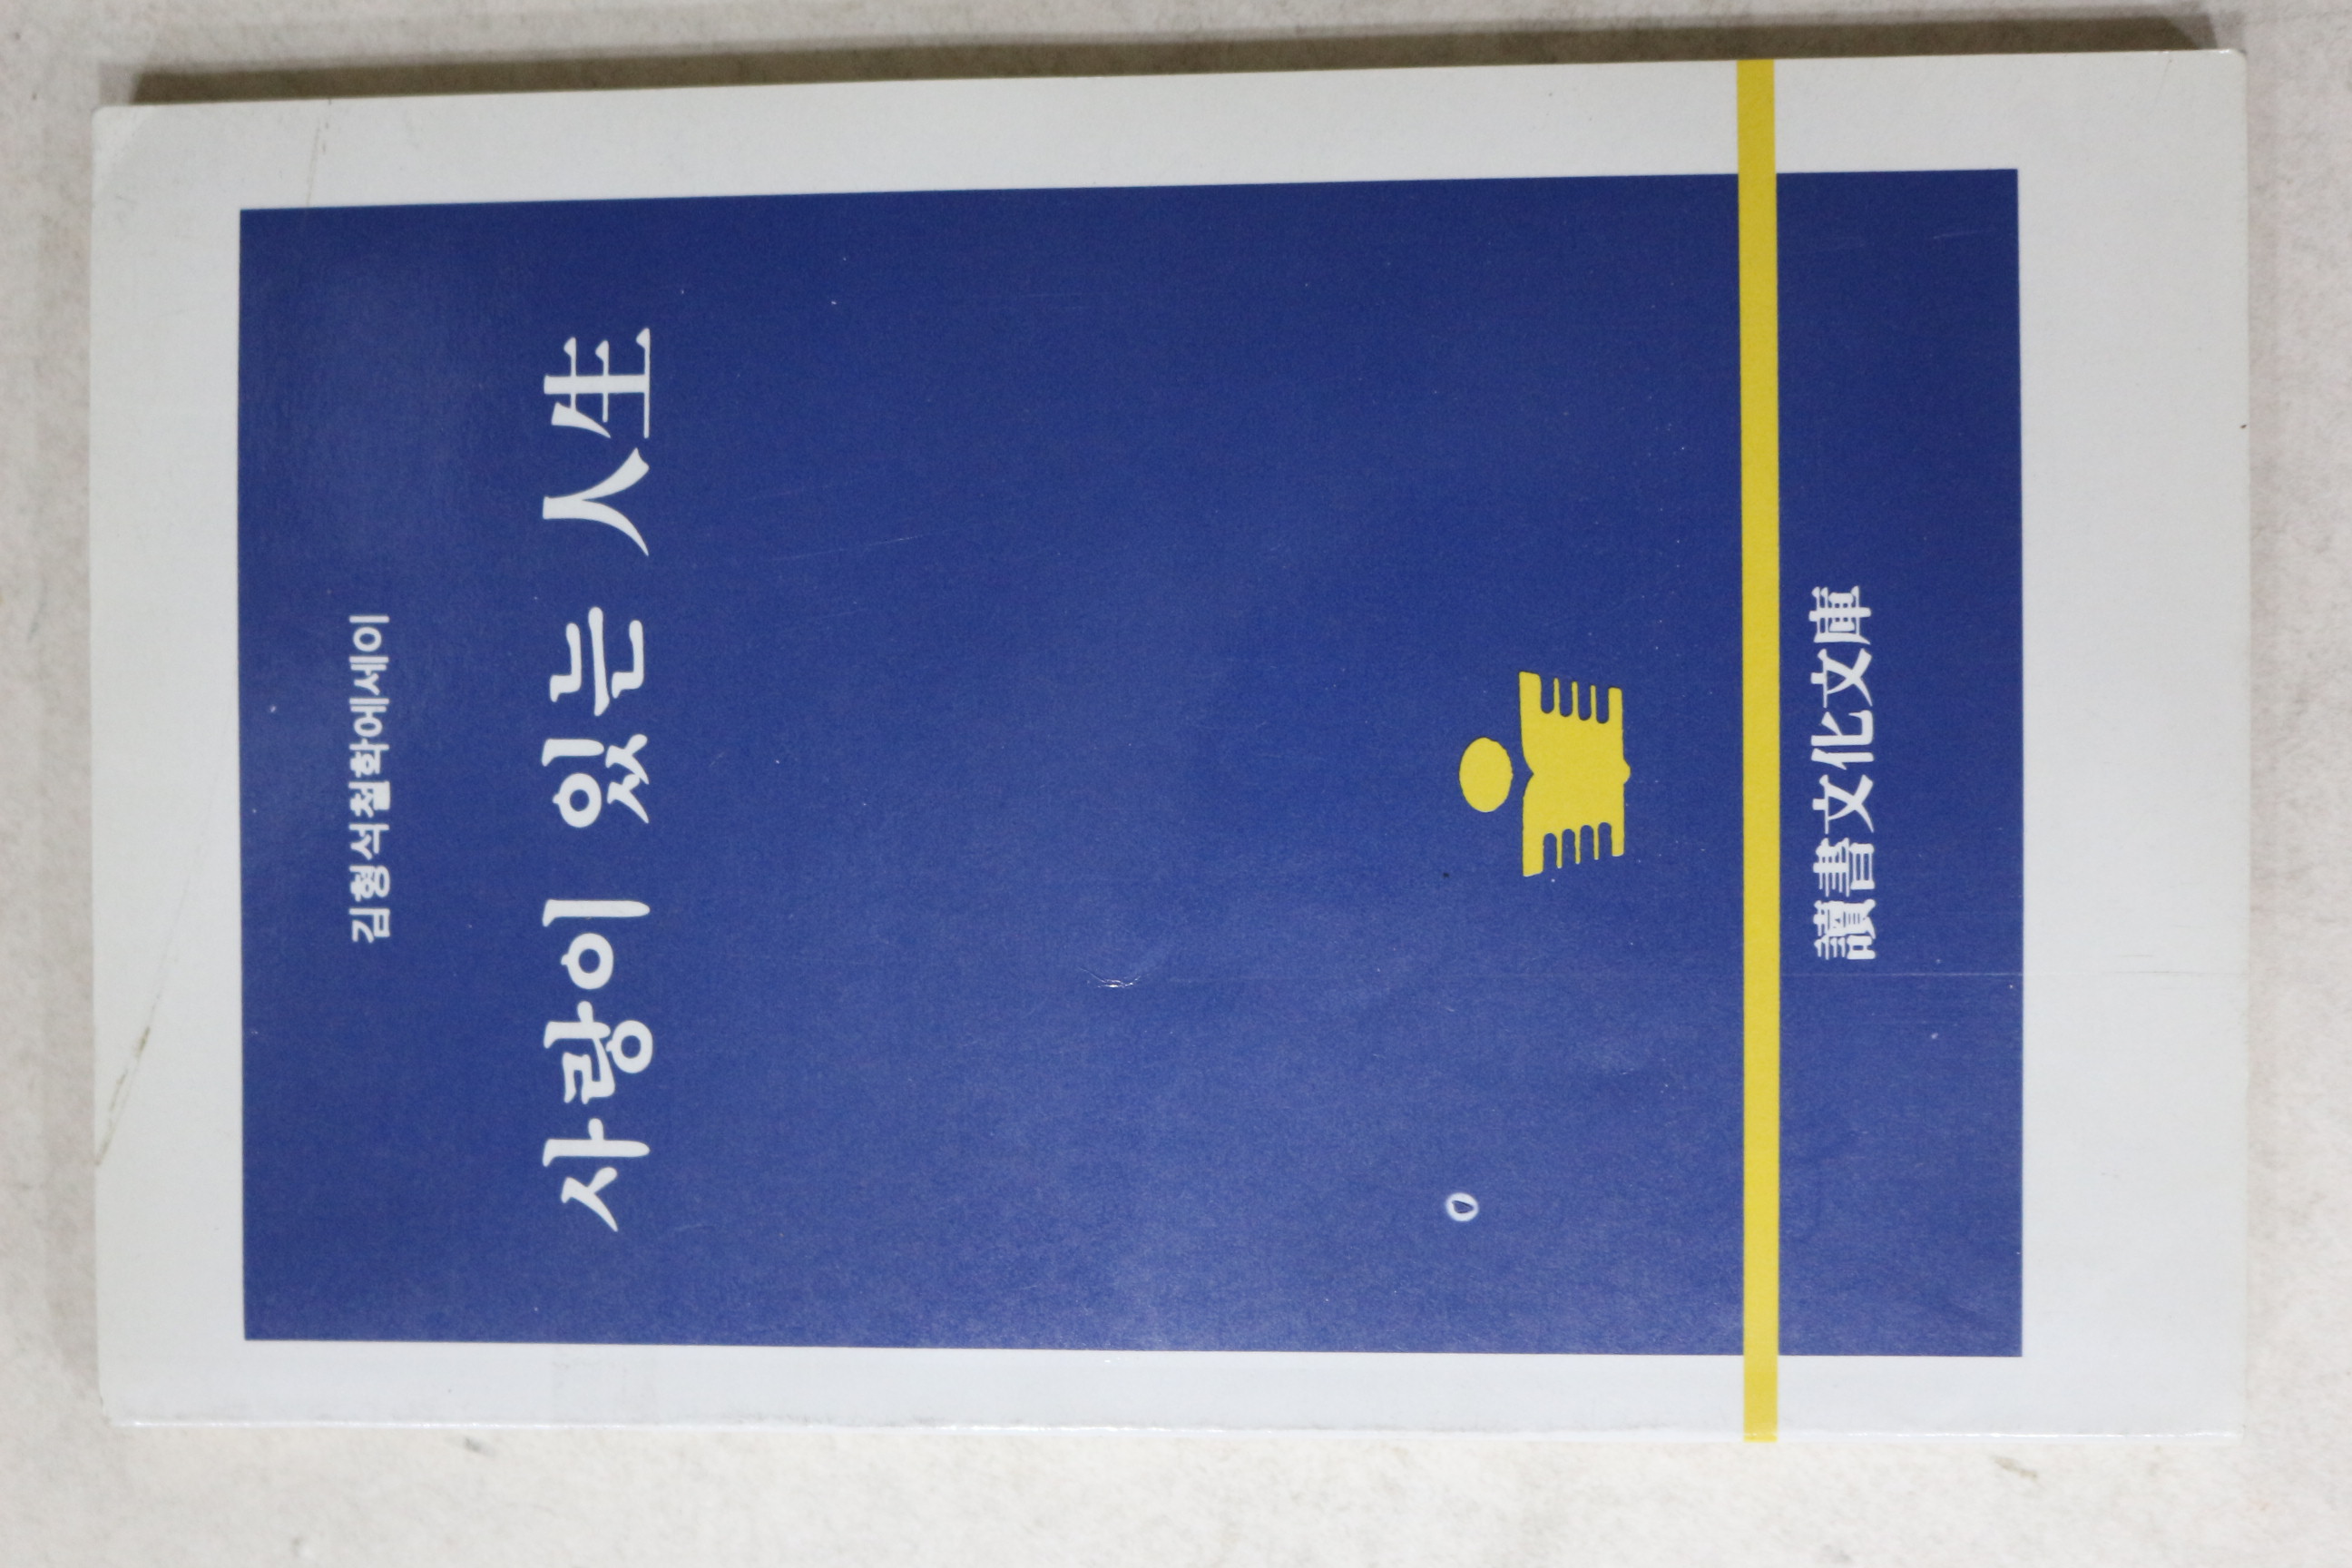 김형석철학에세이
사랑이 있는 人生
讀書文化文庫